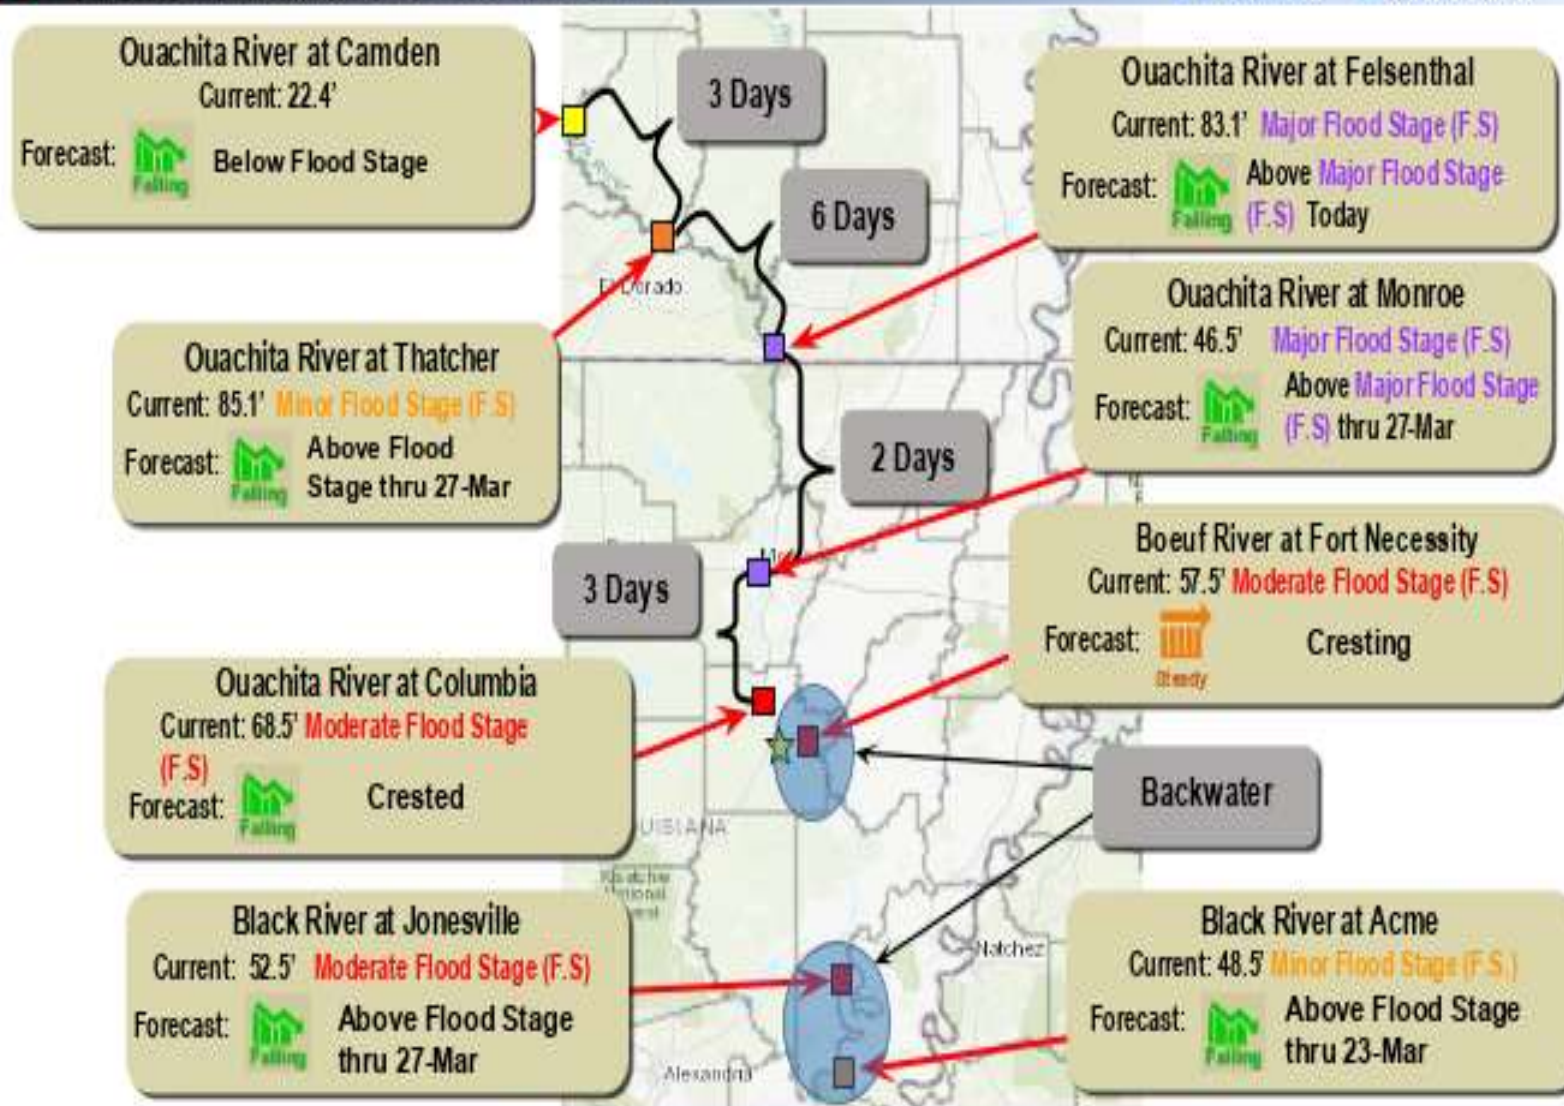 Ouachita River at Camden
Current: 22.4'
Forecast:
Falling
Below Flood Stage
3 Days
Ouachita River at Felsenthal
Current: 83.1' Major Flood Stage (F.S)
Forecast:
Falling
Above Major Flood Stage
(F.S) Today
6 Days
El Dorado
Ouachita River at Thatcher
Current: 85.1' Minor Flood Stage (F.S)
Forecast:
Falling
Above Flood
Stage thru 27-Mar
Ouachita River at Monroe
Current: 46.5' Major Flood Stage (F.S)
Forecast:
Falling
Above Major Flood Stage
(F.S) thru 27-Mar
2 Days
3 Days
Boeuf River at Fort Necessity
Current: 57.5' Moderate Flood Stage (F.S)
Forecast:
Steady
Cresting
Ouachita River at Columbia
Current: 68.5' Moderate Flood Stage
(F.S)
Forecast:
Falling
Crested
Backwater
UISIANA
Kisatchie
National
rest
Black River at Jonesville
Current: 52.5' Moderate Flood Stage (F.S)
Forecast:
Falling
Above Flood Stage
thru 27-Mar
Natchez
Alexandria
Black River at Acme
Current: 48.5' Minor Flood Stage (F.S.)
Forecast:
Falling
Above Flood Stage
thru 23-Mar